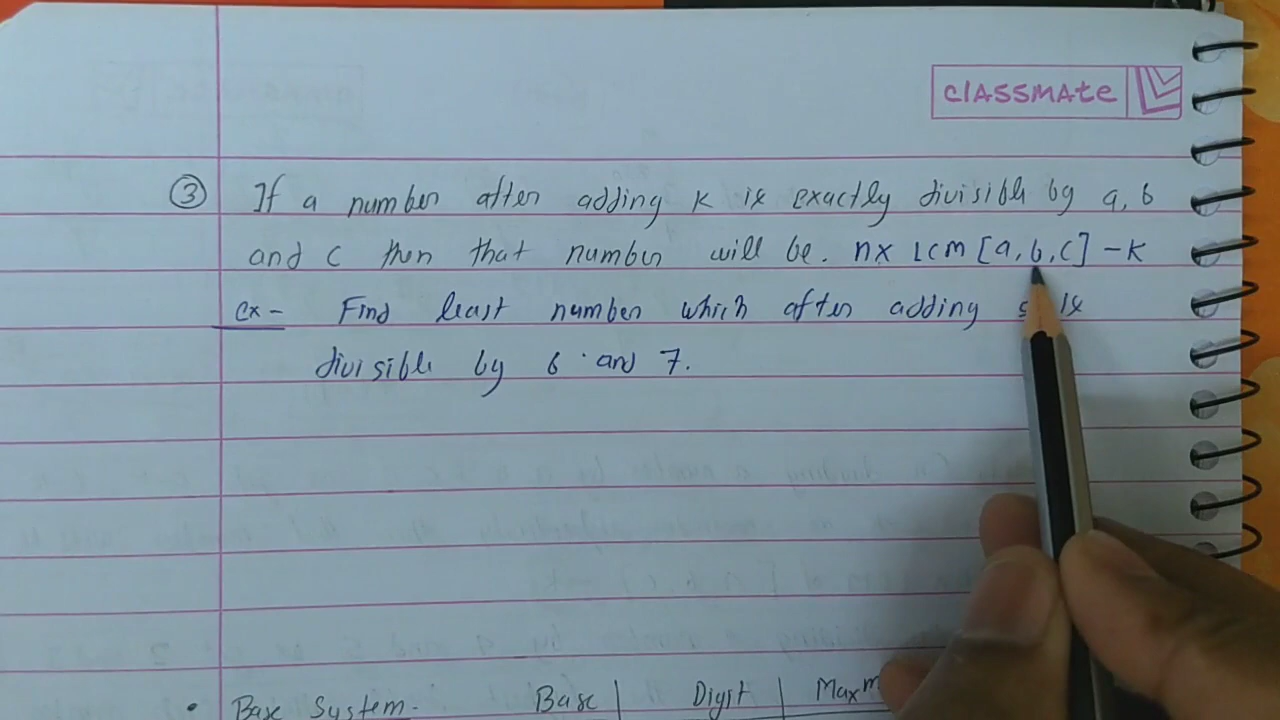 CLASSMATE
③ If a number after adding K is exactly divisible by a, b
and c then that number will be. n× LCM [a, b, c] - K
ex- Find least number which after adding is
divisible by 6 and 7.
• Base System. Base Digit Maxm